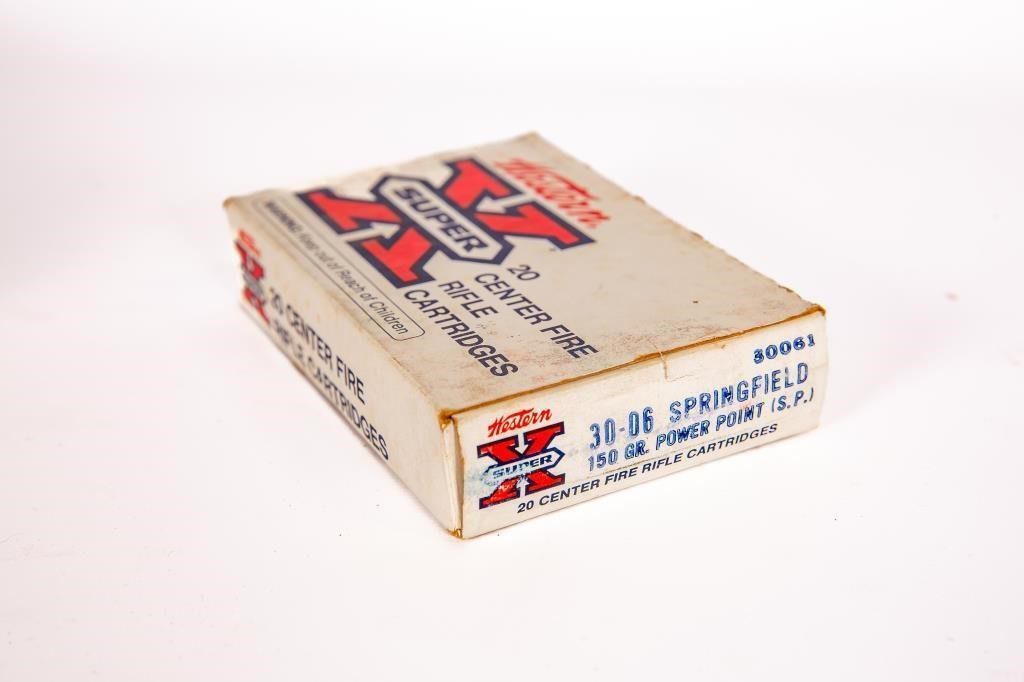 Western
SUPER
X
20
CENTER FIRE
RIFLE
CARTRIDGES
WARNING: Keep out of Reach of Children
X
20 CENTER FIRE
RIFLE CARTRIDGES
Western
SUPER
X
30061
30-06 SPRINGFIELD
150 GR. POWER POINT (S.P.)
20 CENTER FIRE RIFLE CARTRIDGES